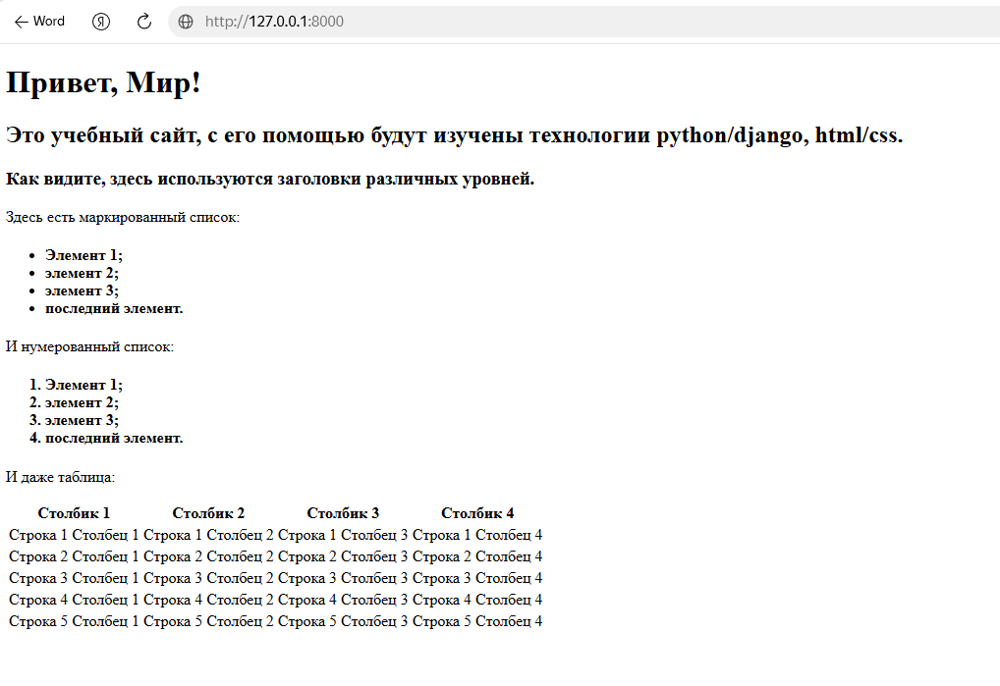 Word
Я
http://127.0.0.1:8000
Привет, Мир!
Это учебный сайт, с его помощью будут изучены технологии python/django, html/css.
Как видите, здесь используются заголовки различных уровней.
Здесь есть маркированный список:
• Элемент 1;
• элемент 2;
• элемент 3;
• последний элемент.
И нумерованный список:
1. Элемент 1;
2. элемент 2;
3. элемент 3;
4. последний элемент.
И даже таблица:
Столбик 1 Столбик 2 Столбик 3 Столбик 4
Строка 1 Столбец 1 Строка 1 Столбец 2 Строка 1 Столбец 3 Строка 1 Столбец 4
Строка 2 Столбец 1 Строка 2 Столбец 2 Строка 2 Столбец 3 Строка 2 Столбец 4
Строка 3 Столбец 1 Строка 3 Столбец 2 Строка 3 Столбец 3 Строка 3 Столбец 4
Строка 4 Столбец 1 Строка 4 Столбец 2 Строка 4 Столбец 3 Строка 4 Столбец 4
Строка 5 Столбец 1 Строка 5 Столбец 2 Строка 5 Столбец 3 Строка 5 Столбец 4